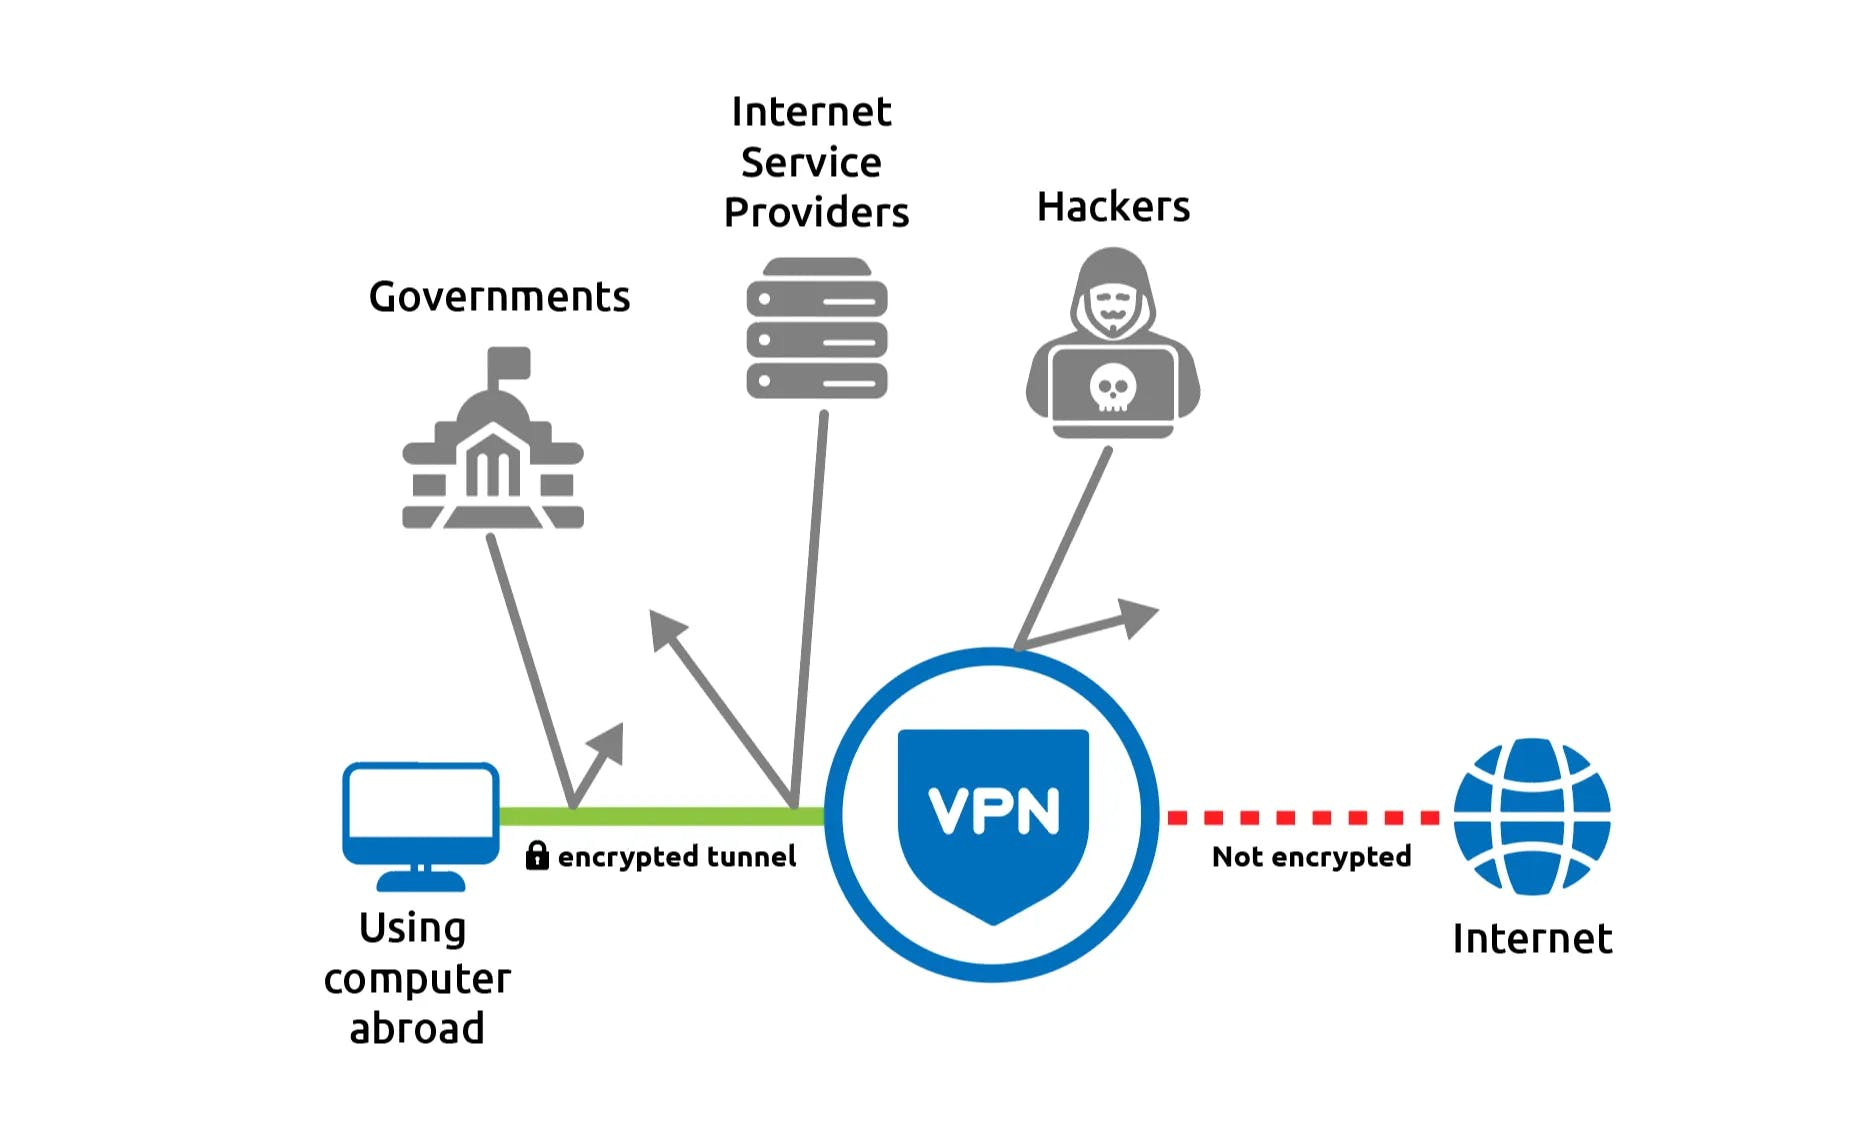 Internet
Service
Providers
Hackers
Governments
VPN
encrypted tunnel
Not encrypted
Using
computer
abroad
Internet